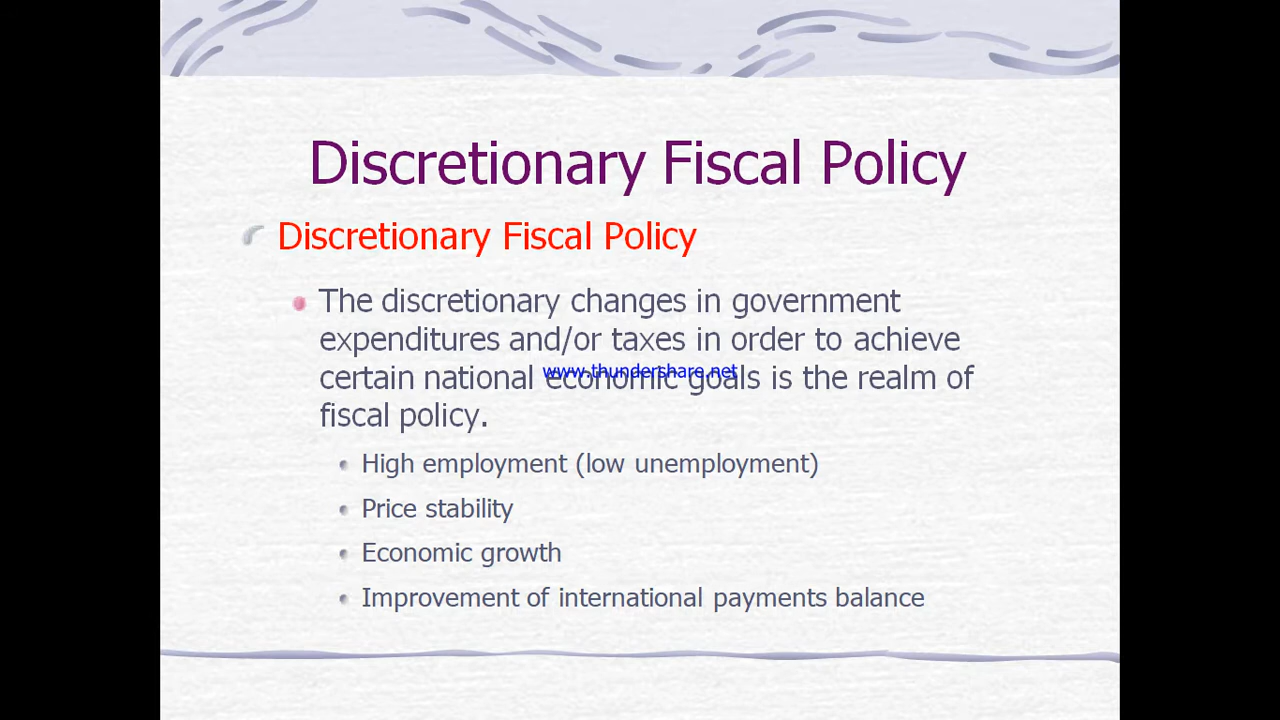 Discretionary Fiscal Policy
Discretionary Fiscal Policy
The discretionary changes in government
expenditures and/or taxes in order to achieve
certain national economic goals is the realm of
www.thundershare.net
fiscal policy.
High employment (low unemployment)
Price stability
Economic growth
Improvement of international payments balance